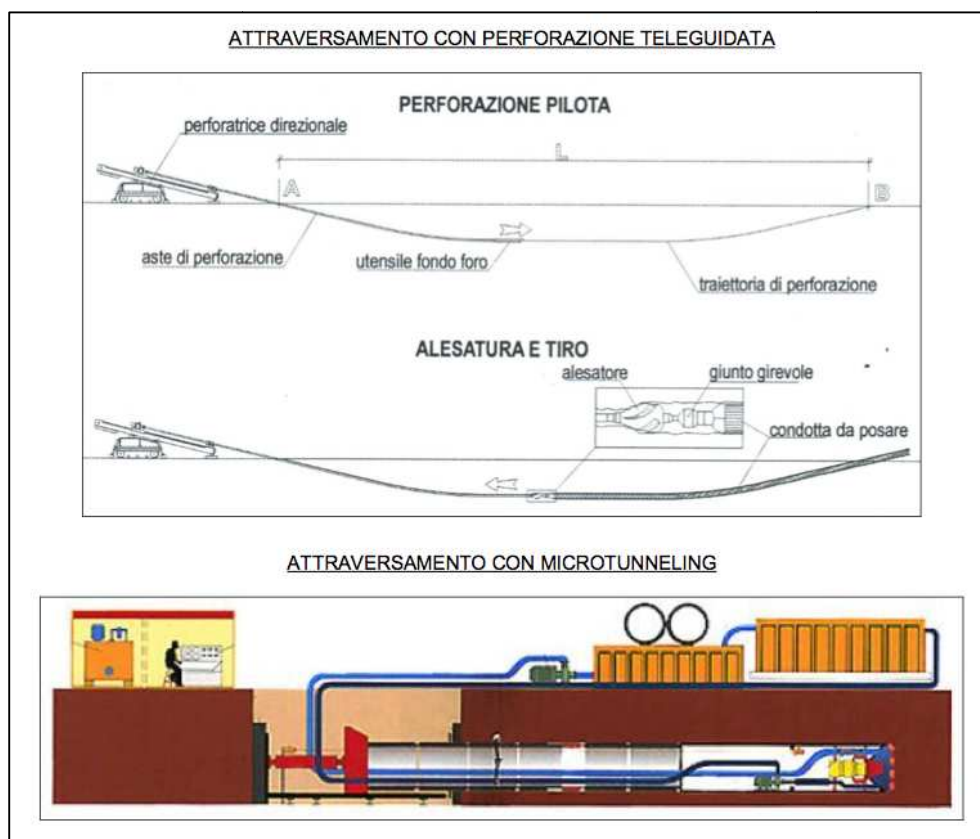 ATTRAVERSAMENTO CON PERFORAZIONE TELEGUIDATA
PERFORAZIONE PILOTA
perforatrice direzionale
L
A
B
aste di perforazione
utensile fondo foro
traiettoria di perforazione
ALESATURA E TIRO
alesatore
giunto girevole
condotta da posare
ATTRAVERSAMENTO CON MICROTUNNELING